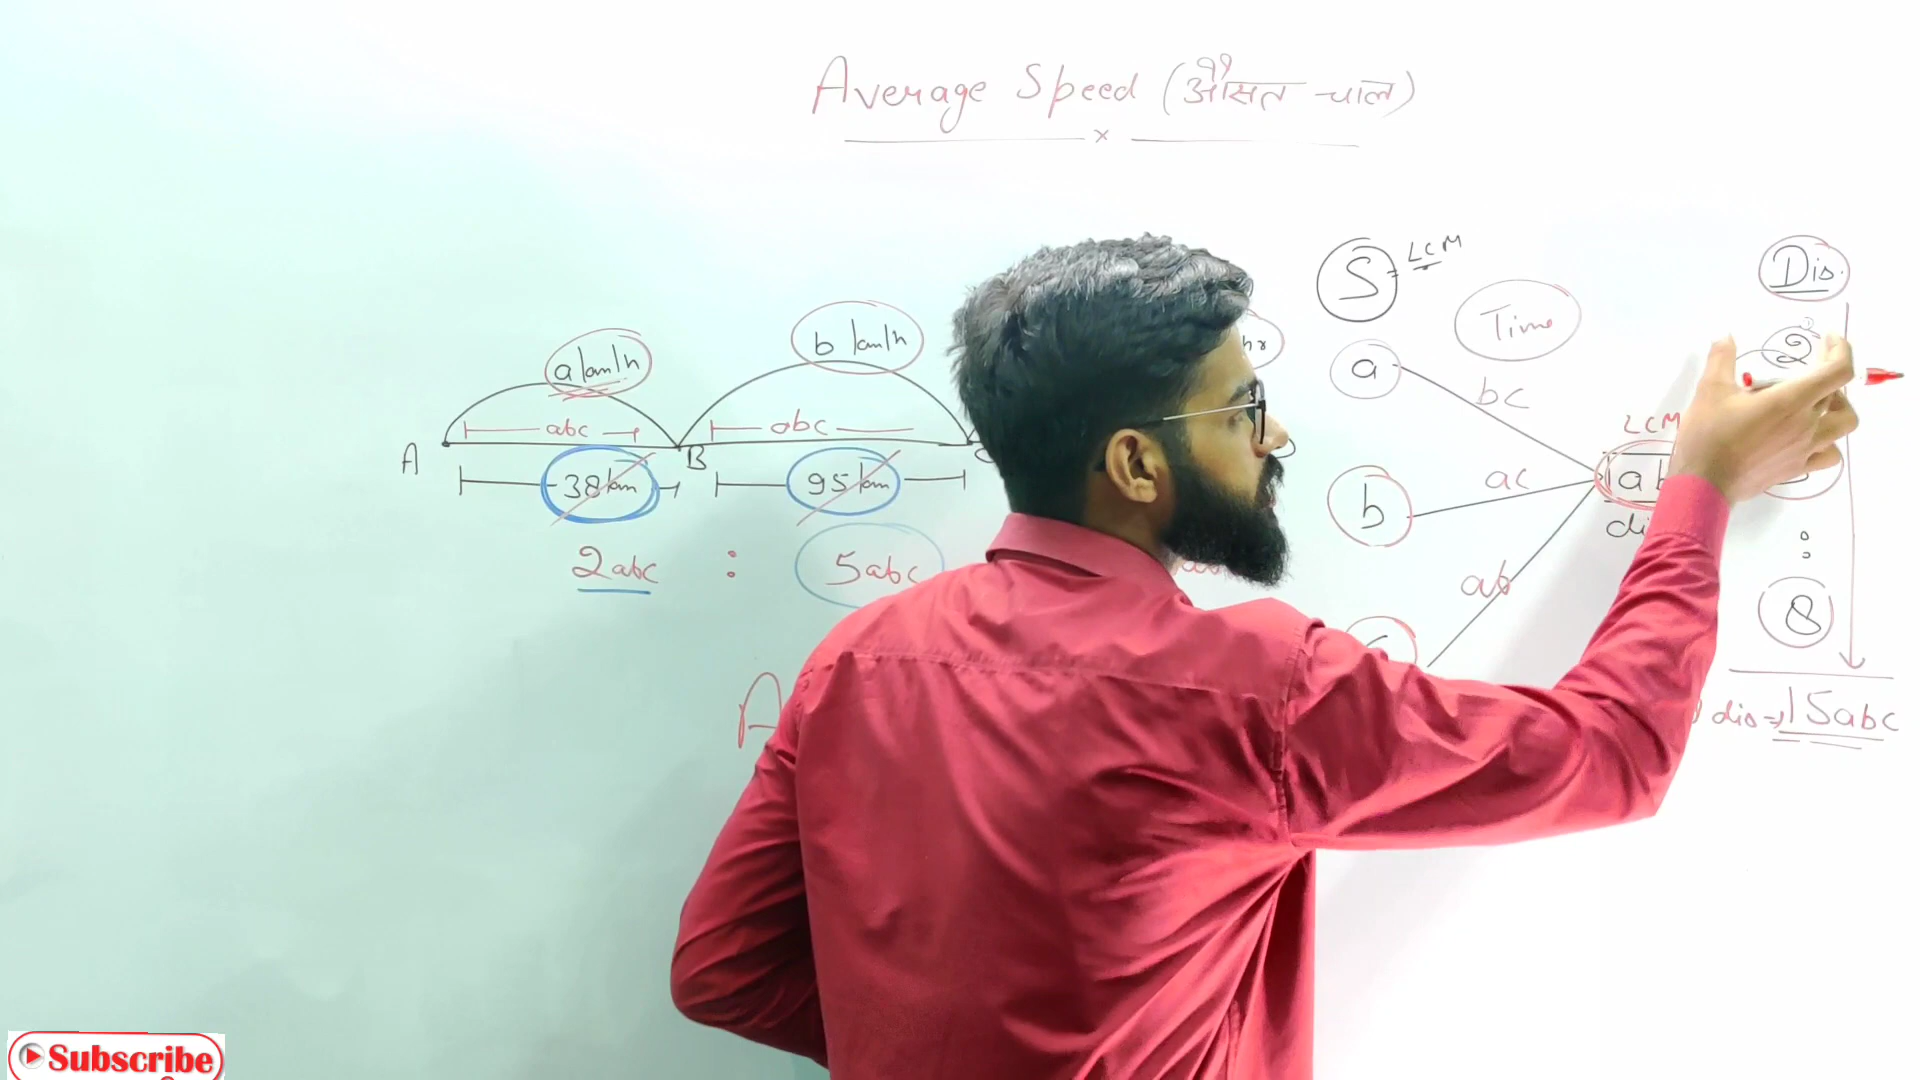 Average Speed (औसत चाल)
x
S = LCM
Dis.
Time
a km/h
b km/h
hr
a
bc
2
abc
abc
LCM
A
B
38 km
95 km
b
ac
2abc : 5abc
ab
:
8
dis ⇒ 15abc
Subscribe